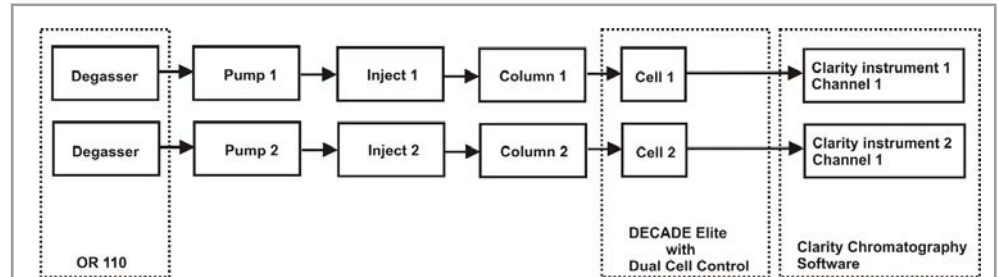 Degasser
Pump 1
Inject 1
Column 1
Cell 1
Clarity instrument 1
Channel 1
Degasser
Pump 2
Inject 2
Column 2
Cell 2
Clarity instrument 2
Channel 1
OR 110
DECADE Elite
with
Dual Cell Control
Clarity Chromatography
Software